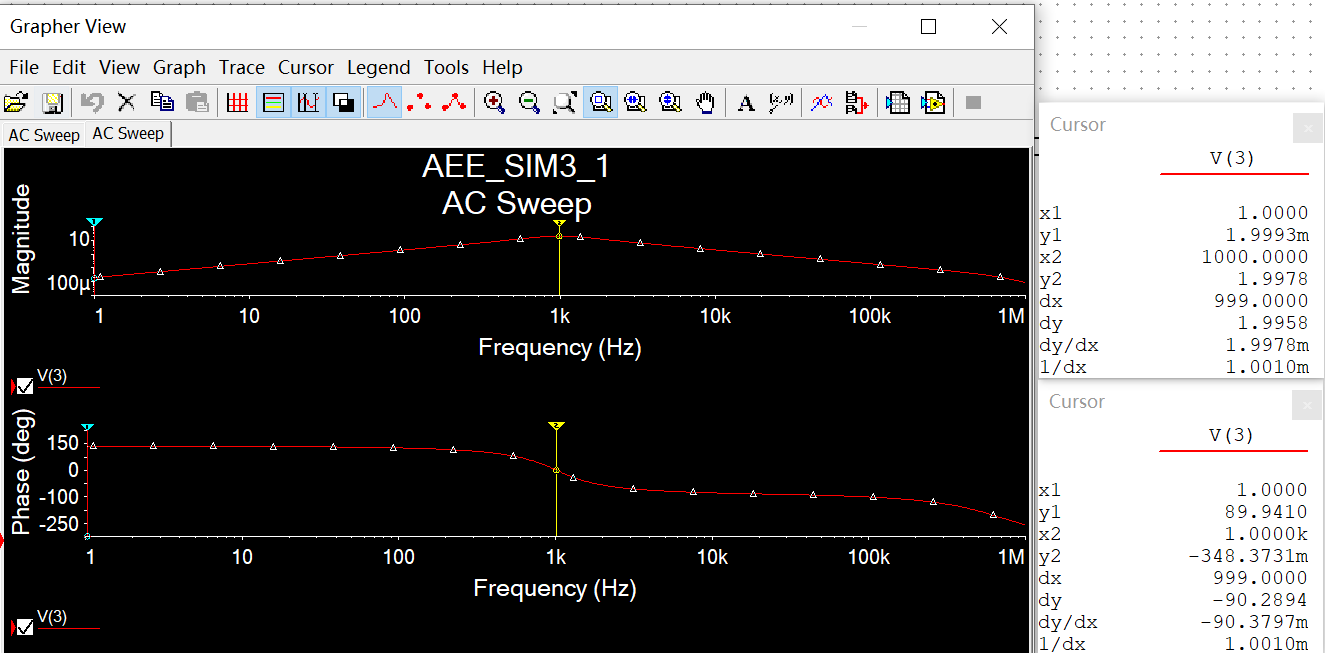 Grapher View
File Edit View Graph Trace Cursor Legend Tools Help
AC Sweep AC Sweep
AEE_SIM3_1
AC Sweep
Magnitude
10
100µ
1 10 100 1k 10k 100k 1M
Frequency (Hz)
V(3)
Phase (deg)
150
0
-100
-250
1 10 100 1k 10k 100k 1M
Frequency (Hz)
V(3)
Cursor
V(3)
x1 1.0000
y1 1.9993m
x2 1000.0000
y2 1.9978
dx 999.0000
dy 1.9958
dy/dx 1.9978m
1/dx 1.0010m
Cursor
V(3)
x1 1.0000
y1 89.9410
x2 1.0000k
y2 -348.3731m
dx 999.0000
dy -90.2894
dy/dx -90.3797m
1/dx 1.0010m